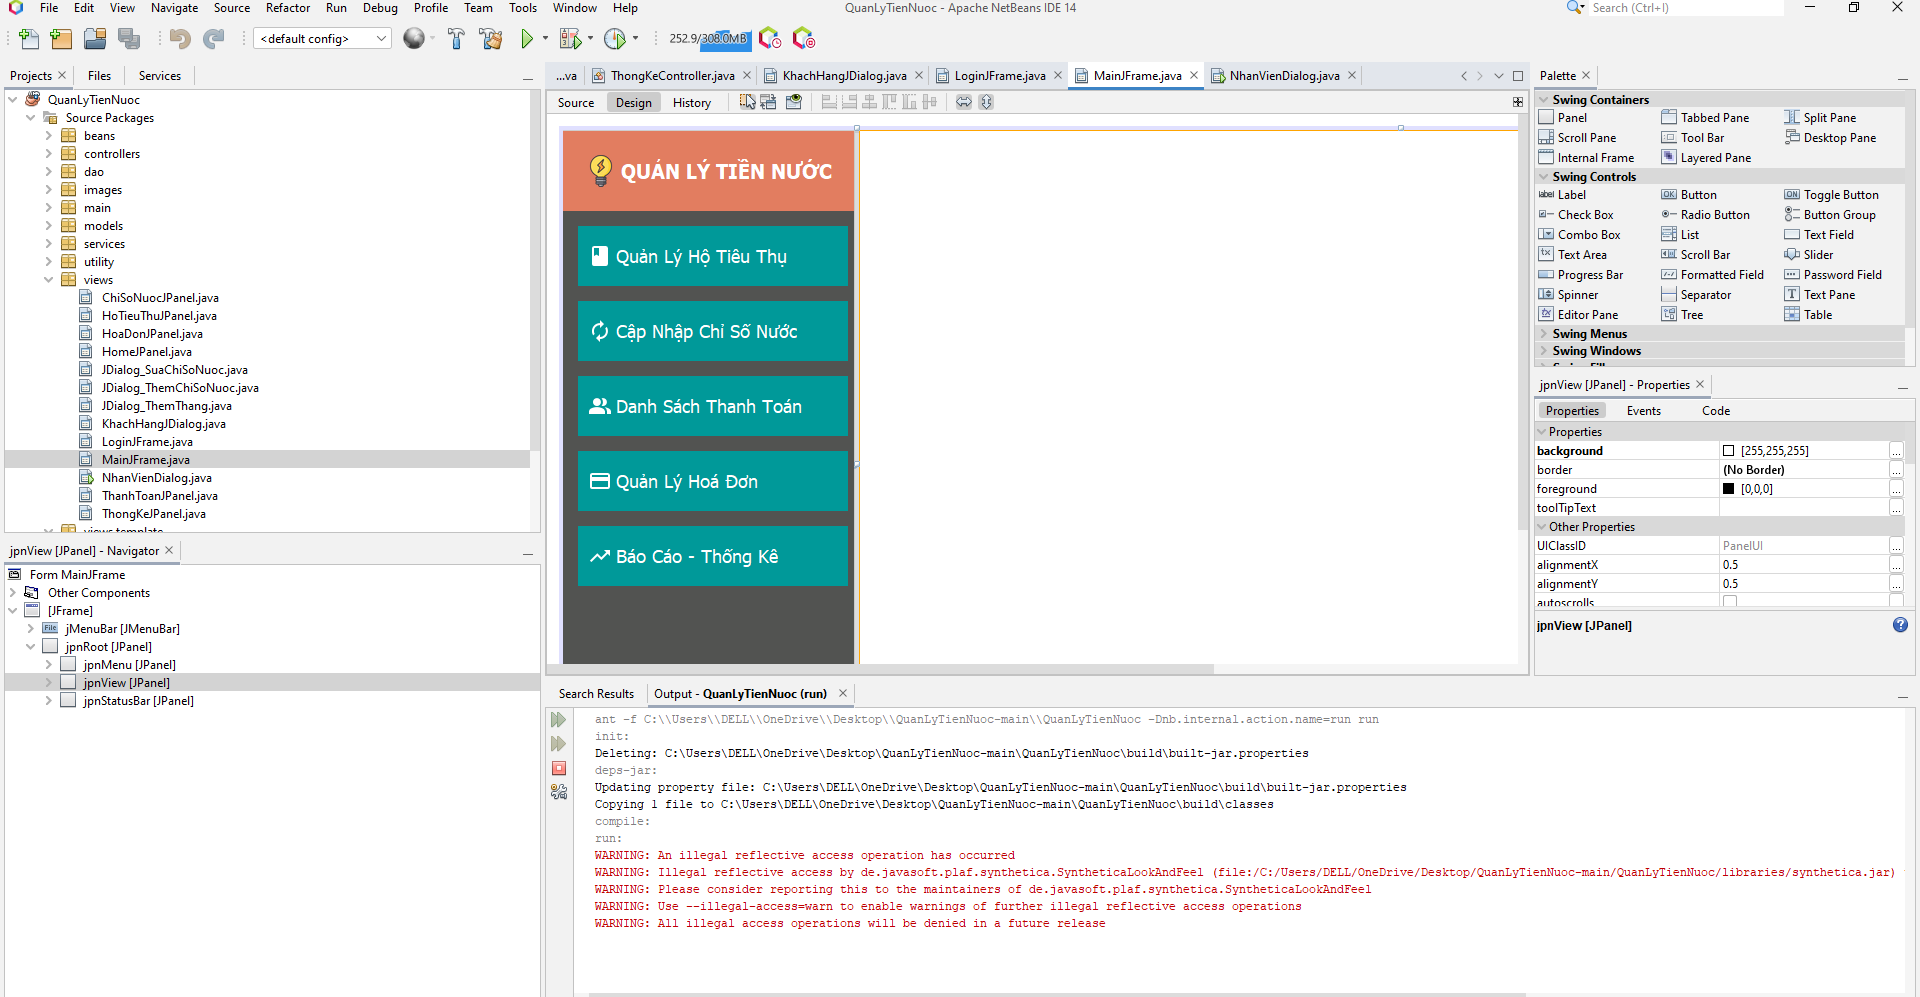 File Edit View Navigate Source Refactor Run Debug Profile Team Tools Window Help
QuanLyTienNuoc - Apache NetBeans IDE 14
Search (Ctrl+I)
<default config>
252.9/308.0MB
Projects Files Services
QuanLyTienNuoc
Source Packages
beans
controllers
dao
images
main
models
services
utility
views
ChiSoNuocJPanel.java
HoTieuThuJPanel.java
HoaDonJPanel.java
HomeJPanel.java
JDialog_SuaChiSoNuoc.java
JDialog_ThemChiSoNuoc.java
JDialog_ThemThang.java
KhachHangJDialog.java
LoginJFrame.java
MainJFrame.java
NhanVienDialog.java
ThanhToanJPanel.java
ThongKeJPanel.java
views.template
jpnView [JPanel] - Navigator
Form MainJFrame
Other Components
[JFrame]
jMenuBar [JMenuBar]
jpnRoot [JPanel]
jpnMenu [JPanel]
jpnView [JPanel]
jpnStatusBar [JPanel]
...va ThongKeController.java KhachHangJDialog.java LoginJFrame.java MainJFrame.java NhanVienDialog.java
Source Design History
QUẢN LÝ TIỀN NƯỚC
Quản Lý Hộ Tiêu Thụ
Cập Nhập Chỉ Số Nước
Danh Sách Thanh Toán
Quản Lý Hoá Đơn
Báo Cáo - Thống Kê
Palette
Swing Containers
Panel Tabbed Pane Split Pane
Scroll Pane Tool Bar Desktop Pane
Internal Frame Layered Pane
Swing Controls
label Label OK Button ON Toggle Button
Check Box Radio Button Button Group
Combo Box List Text Field
Text Area Scroll Bar Slider
Progress Bar Formatted Field Password Field
Spinner Separator Text Pane
Editor Pane Tree Table
Swing Menus
Swing Windows
jpnView [JPanel] - Properties
Properties Events Code
Properties
background [255,255,255] ...
border (No Border) ...
foreground [0,0,0] ...
toolTipText ...
Other Properties
UIClassID PanelUI ...
alignmentX 0.5 ...
alignmentY 0.5 ...
autoscrolls
jpnView [JPanel]
Search Results Output - QuanLyTienNuoc (run)
ant -f C:\\Users\\DELL\\OneDrive\\Desktop\\QuanLyTienNuoc-main\\QuanLyTienNuoc -Dnb.internal.action.name=run run
init:
Deleting: C:\Users\DELL\OneDrive\Desktop\QuanLyTienNuoc-main\QuanLyTienNuoc\build\built-jar.properties
deps-jar:
Updating property file: C:\Users\DELL\OneDrive\Desktop\QuanLyTienNuoc-main\QuanLyTienNuoc\build\built-jar.properties
Copying 1 file to C:\Users\DELL\OneDrive\Desktop\QuanLyTienNuoc-main\QuanLyTienNuoc\build\classes
compile:
run:
WARNING: An illegal reflective access operation has occurred
WARNING: Illegal reflective access by de.javasoft.plaf.synthetica.SyntheticaLookAndFeel (file:/C:/Users/DELL/OneDrive/Desktop/QuanLyTienNuoc-main/QuanLyTienNuoc/libraries/synthetica.jar)
WARNING: Please consider reporting this to the maintainers of de.javasoft.plaf.synthetica.SyntheticaLookAndFeel
WARNING: Use --illegal-access=warn to enable warnings of further illegal reflective access operations
WARNING: All illegal access operations will be denied in a future release